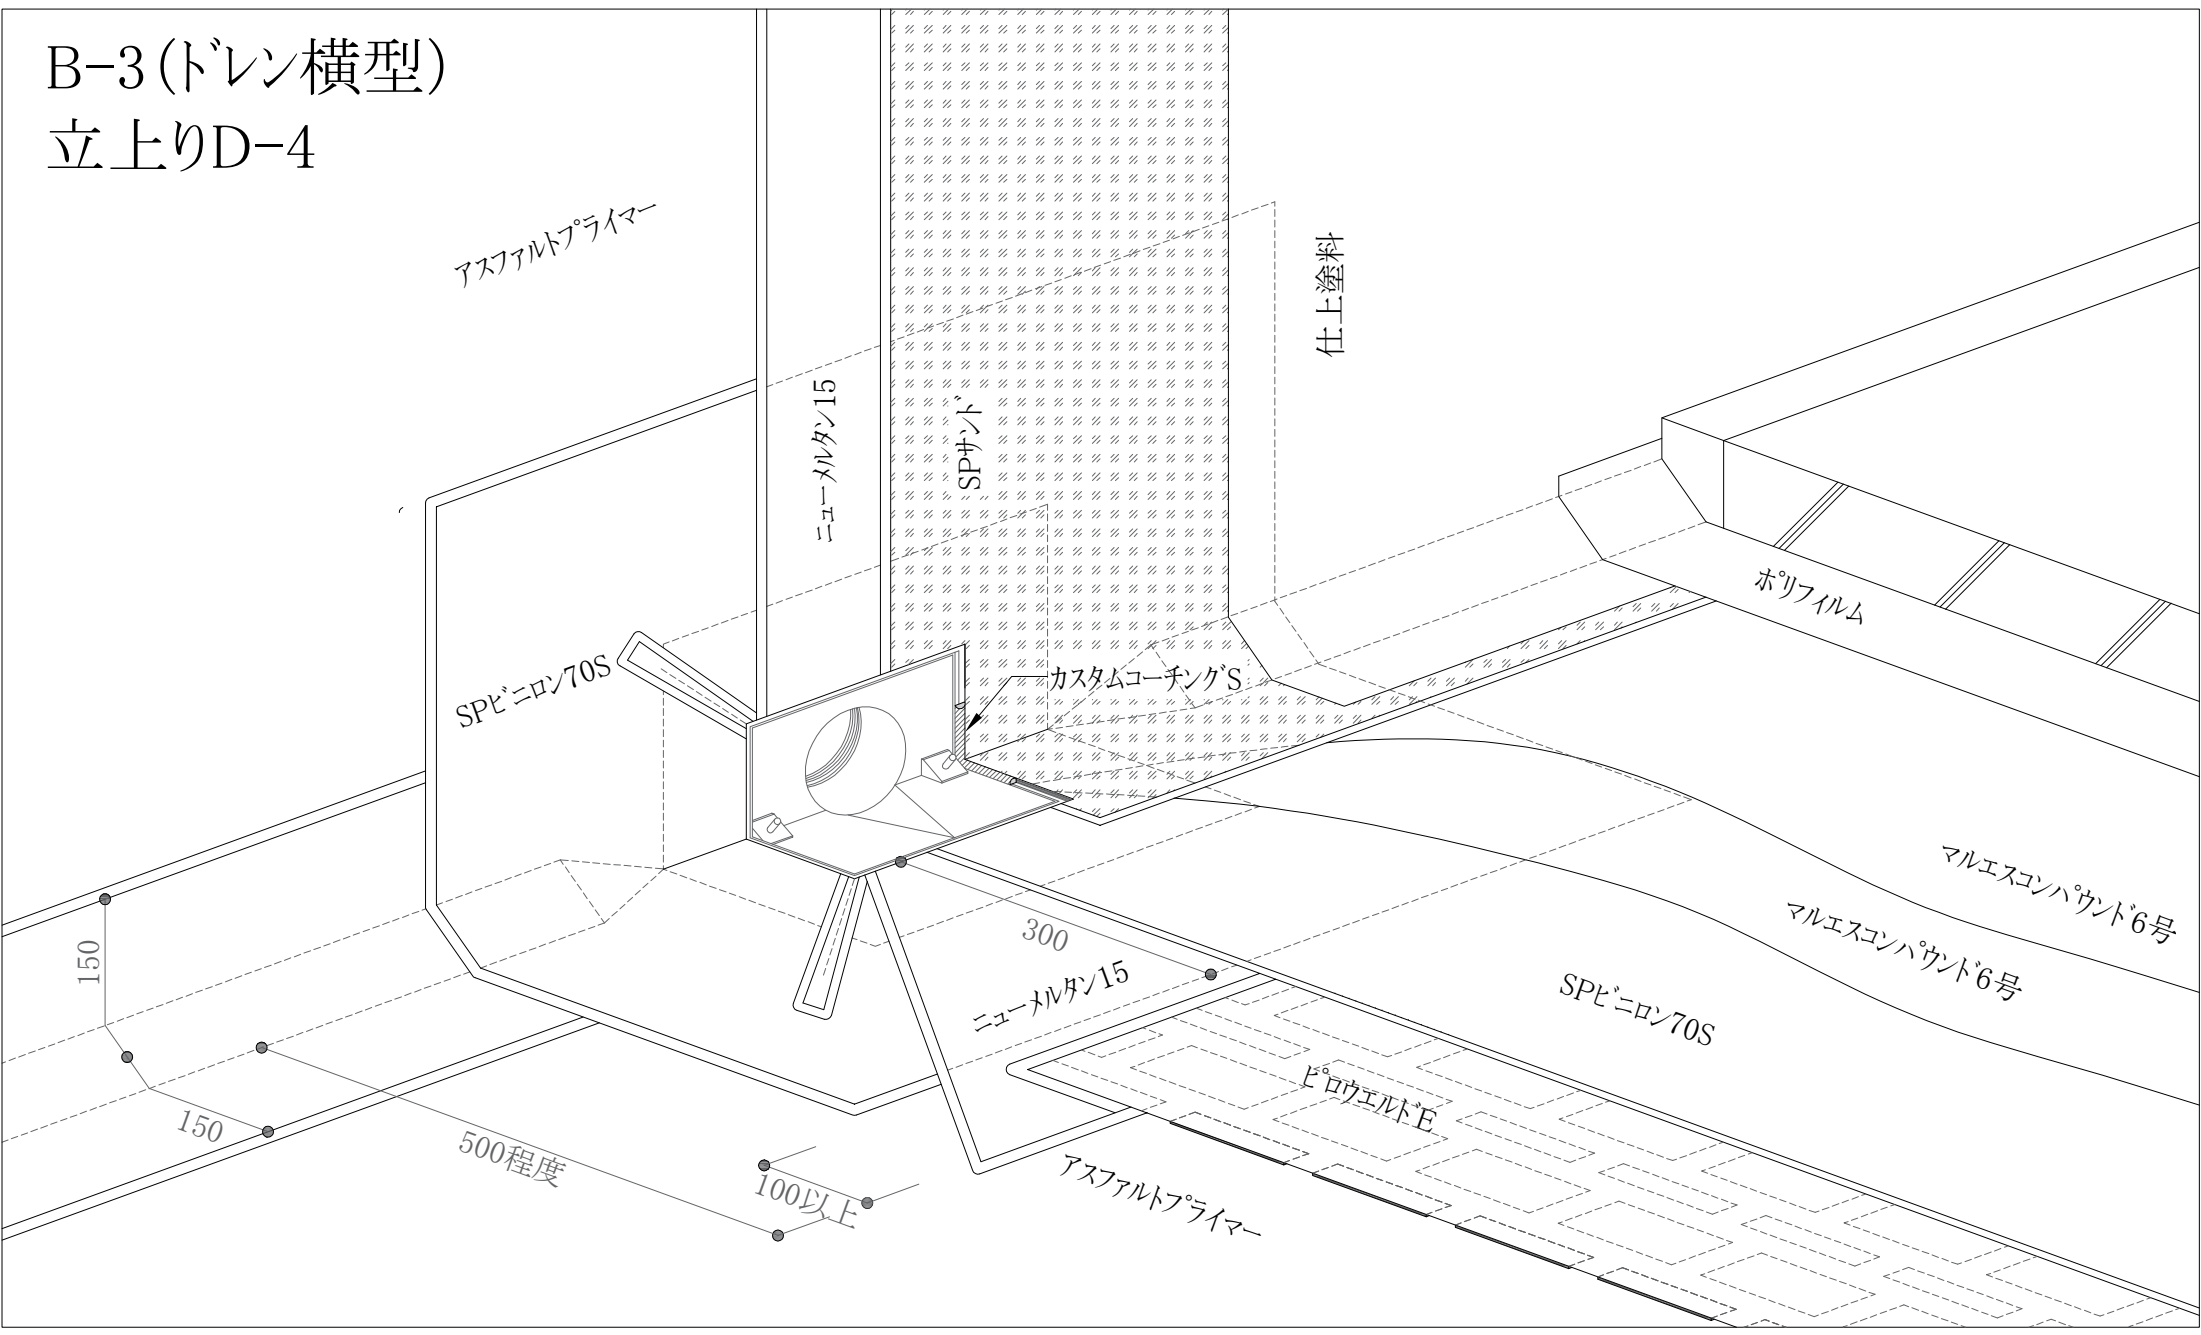 B-3(ドレン横型)
立上りD-4
アスファルトプライマー
仕上塗料
ニューメルタン15
SPサンド
SPビニロン70S
カスタムコーチングS
ポリフィルム
マルエスコンパウンド6号
マルエスコンパウンド6号
SPビニロン70S
300
ニューメルタン15
150
ピロウエルドE
150
500程度
100以上
アスファルトプライマー